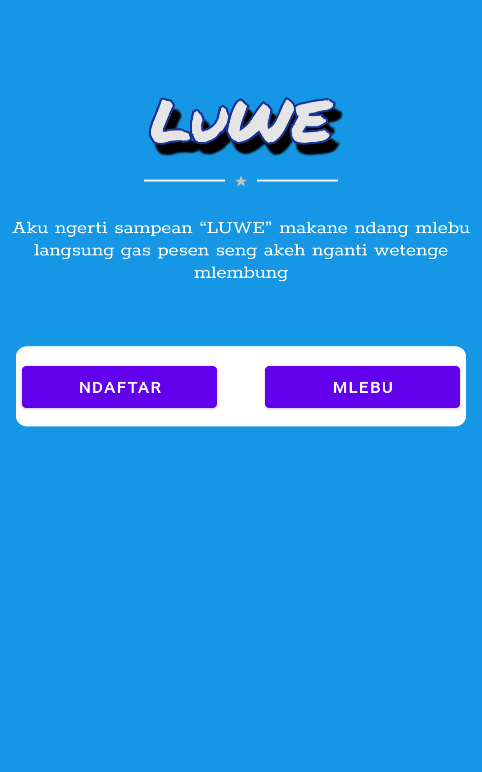 LUWE
Aku ngerti sampean “LUWE” makane ndang mlebu
langsung gas pesen seng akeh nganti wetenge
mlembung
NDAFTAR
MLEBU